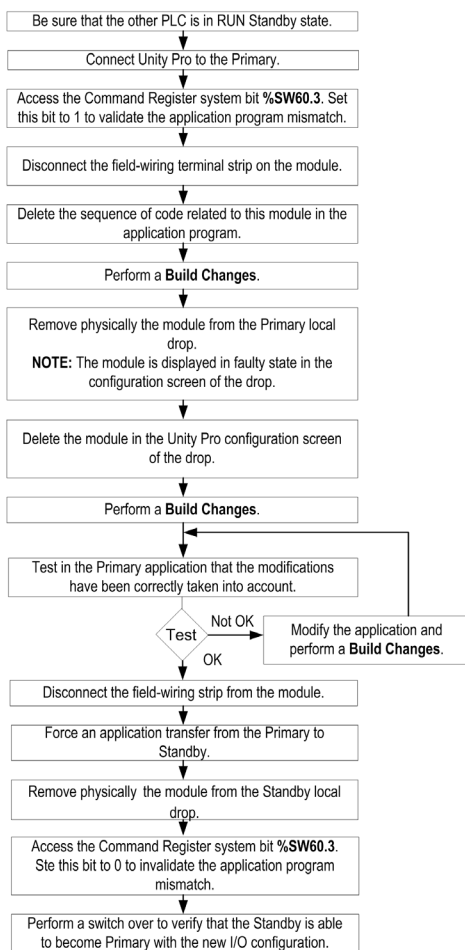 Be sure that the other PLC is in RUN Standby state.
Connect Unity Pro to the Primary.
Access the Command Register system bit %SW60.3. Set
this bit to 1 to validate the application program mismatch.
Disconnect the field-wiring terminal strip on the module.
Delete the sequence of code related to this module in the
application program.
Perform a Build Changes.
Remove physically the module from the Primary local
drop.
NOTE: The module is displayed in faulty state in the
configuration screen of the drop.
Delete the module in the Unity Pro configuration screen
of the drop.
Perform a Build Changes.
Test in the Primary application that the modifications
have been correctly taken into account.
Test
Not OK
Modify the application and
perform a Build Changes.
OK
Disconnect the field-wiring strip from the module.
Force an application transfer from the Primary to
Standby.
Remove physically the module from the Standby local
drop.
Access the Command Register system bit %SW60.3.
Ste this bit to 0 to invalidate the application program
mismatch.
Perform a switch over to verify that the Standby is able
to become Primary with the new I/O configuration.